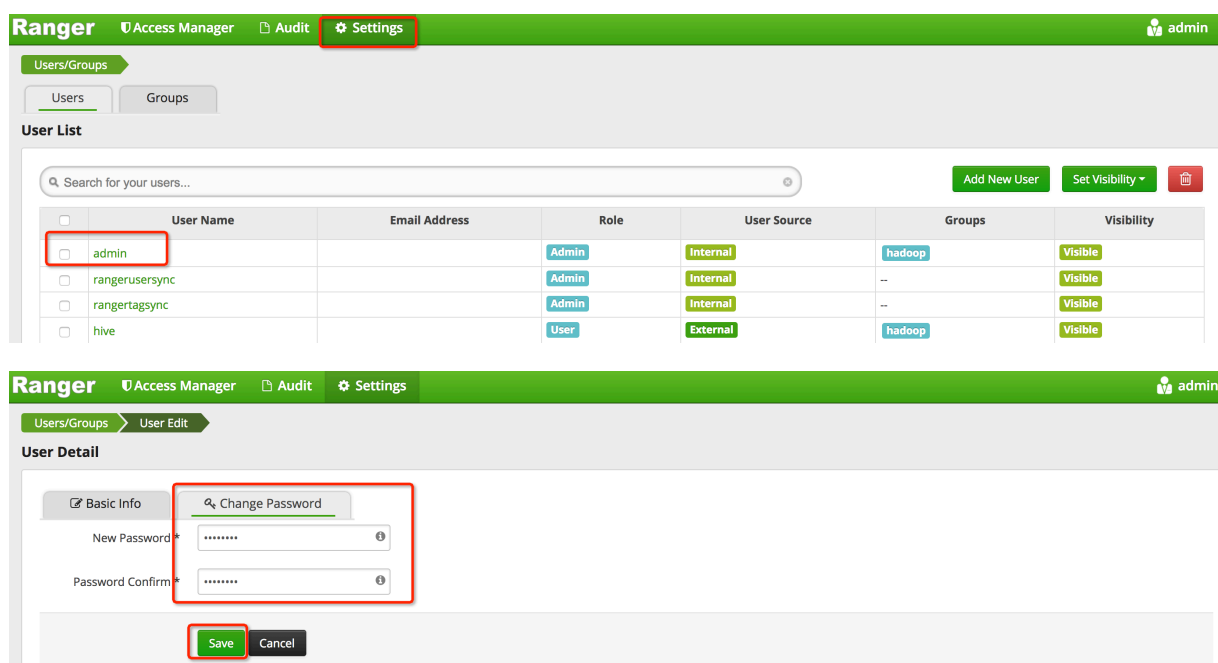 Ranger Access Manager Audit Settings admin
Users/Groups
Users Groups
User List
Search for your users... Add New User Set Visibility
User Name Email Address Role User Source Groups Visibility
admin Admin Internal hadoop Visible
rangerusersync Admin Internal -- Visible
rangertagsync Admin Internal -- Visible
hive User External hadoop Visible
Ranger Access Manager Audit Settings admin
Users/Groups User Edit
User Detail
Basic Info Change Password
New Password * ••••••••
Password Confirm * ••••••••
Save Cancel